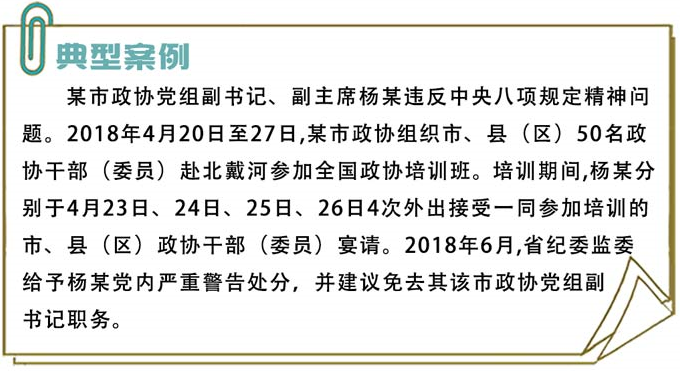 典型案例
某市政协党组副书记、副主席杨某违反中央八项规定精神问
题。2018年4月20日至27日,某市政协组织市、县（区）50名政
协干部（委员）赴北戴河参加全国政协培训班。培训期间,杨某分
别于4月23日、24日、25日、26日4次外出接受一同参加培训的
市、县（区）政协干部（委员）宴请。2018年6月,省纪委监委
给予杨某党内严重警告处分，并建议免去其该市政协党组副
书记职务。